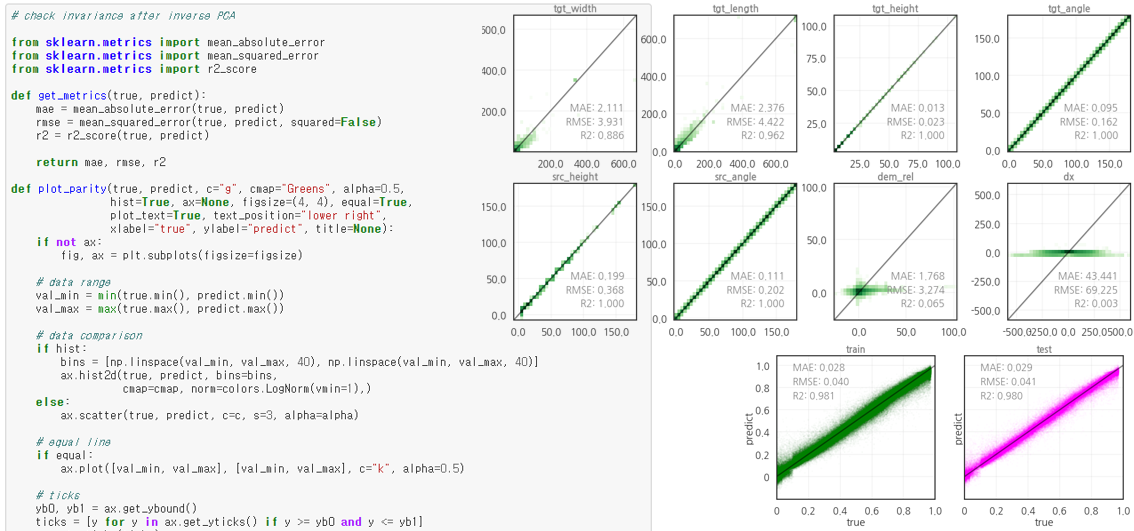 # check invariance after inverse PCA
from sklearn.metrics import mean_absolute_error
from sklearn.metrics import mean_squared_error
from sklearn.metrics import r2_score
def get_metrics(true, predict):
    mae = mean_absolute_error(true, predict)
    rmse = mean_squared_error(true, predict, squared=False)
    r2 = r2_score(true, predict)
    return mae, rmse, r2
def plot_parity(true, predict, c="g", cmap="Greens", alpha=0.5,
                hist=True, ax=None, figsize=(4, 4), equal=True,
                plot_text=True, text_position="lower right",
                xlabel="true", ylabel="predict", title=None):
    if not ax:
        fig, ax = plt.subplots(figsize=figsize)
    # data range
    val_min = min(true.min(), predict.min())
    val_max = max(true.max(), predict.max())
    # data comparison
    if hist:
        bins = [np.linspace(val_min, val_max, 40), np.linspace(val_min, val_max, 40)]
        ax.hist2d(true, predict, bins=bins,
                  cmap=cmap, norm=colors.LogNorm(vmin=1),)
    else:
        ax.scatter(true, predict, c=c, s=3, alpha=alpha)
    # equal line
    if equal:
        ax.plot([val_min, val_max], [val_min, val_max], c="k", alpha=0.5)
    # ticks
    yb0, yb1 = ax.get_ybound()
    ticks = [y for y in ax.get_yticks() if y >= yb0 and y <= yb1]
tgt_width
500.0
400.0
200.0
MAE: 2.111
RMSE: 3.931
R2: 0.886
200.0 400.0 600.0
tgt_length
600.0
400.0
200.0
0.0
MAE: 2.376
RMSE: 4.422
R2: 0.962
0.0 200.0 400.0 600.0
tgt_height
100.0
75.0
50.0
25.0
MAE: 0.013
RMSE: 0.023
R2: 1.000
25.0 50.0 75.0 100.0
tgt_angle
150.0
100.0
50.0
0.0
MAE: 0.095
RMSE: 0.162
R2: 1.000
0.0 50.0 100.0 150.0
src_height
150.0
100.0
50.0
0.0
MAE: 0.199
RMSE: 0.368
R2: 1.000
0.0 50.0 100.0 150.0
src_angle
150.0
100.0
50.0
0.0
MAE: 0.111
RMSE: 0.202
R2: 1.000
0.0 50.0 100.0 150.0
dem_rel
100.0
50.0
0.0
MAE: 1.768
RMSE: 3.274
R2: 0.065
0.0 50.0 100.0
dx
500.0
250.0
0.0
-250.0
-500.0
MAE: 43.441
RMSE: 69.225
R2: 0.003
-500.0-250.0 0.0 250.0500.0
train
1.0
0.8
0.6
0.4
0.2
0
MAE: 0.028
RMSE: 0.040
R2: 0.981
predict
0 0.2 0.4 0.6 0.8 1.0
true
test
MAE: 0.029
RMSE: 0.041
R2: 0.980
predict
0 0.2 0.4 0.6 0.8 1.0
true